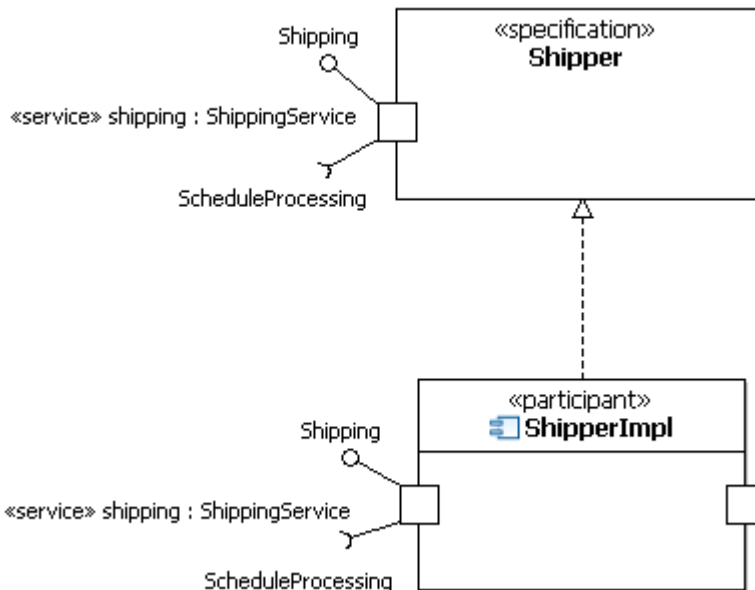 «specification»
Shipper
Shipping
«service» shipping : ShippingService
ScheduleProcessing
«participant»
ShipperImpl
Shipping
«service» shipping : ShippingService
ScheduleProcessing